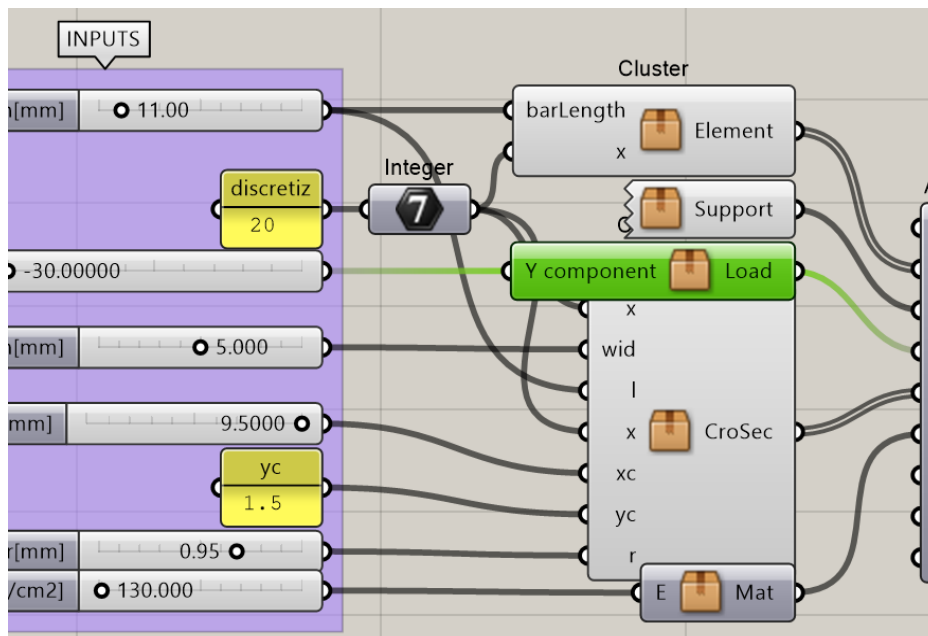 INPUTS
n[mm] 11.00
discretiz
20
-30.00000
n[mm] 5.000
mm] 9.5000
yc
1.5
r[mm] 0.95
/cm2] 130.000
Integer
7
Cluster
barLength
x
Element
Support
Y component Load
x
wid
l
x
xc
yc
r
CroSec
E Mat